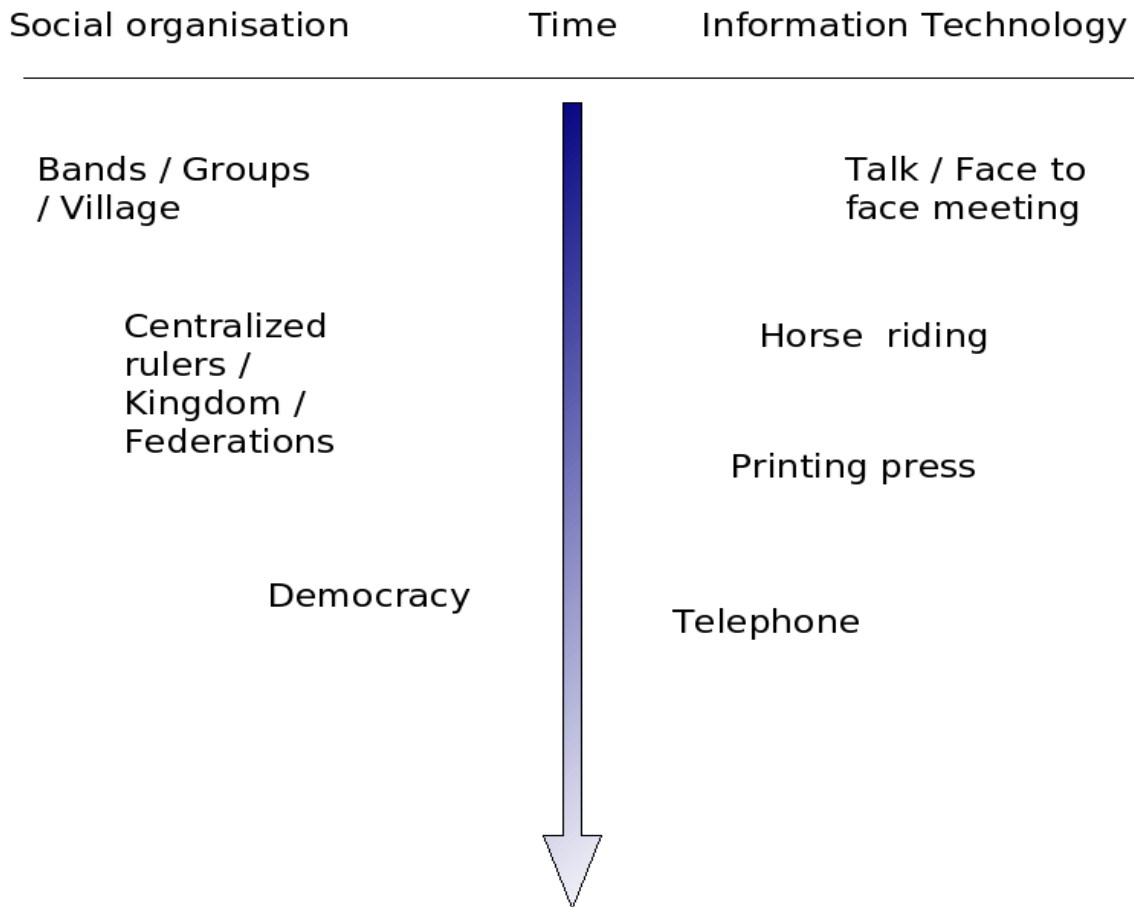 Social organisation Time Information Technology
Bands / Groups
/ Village
Talk / Face to
face meeting
Centralized
rulers /
Kingdom /
Federations
Horse  riding
Printing press
Democracy
Telephone